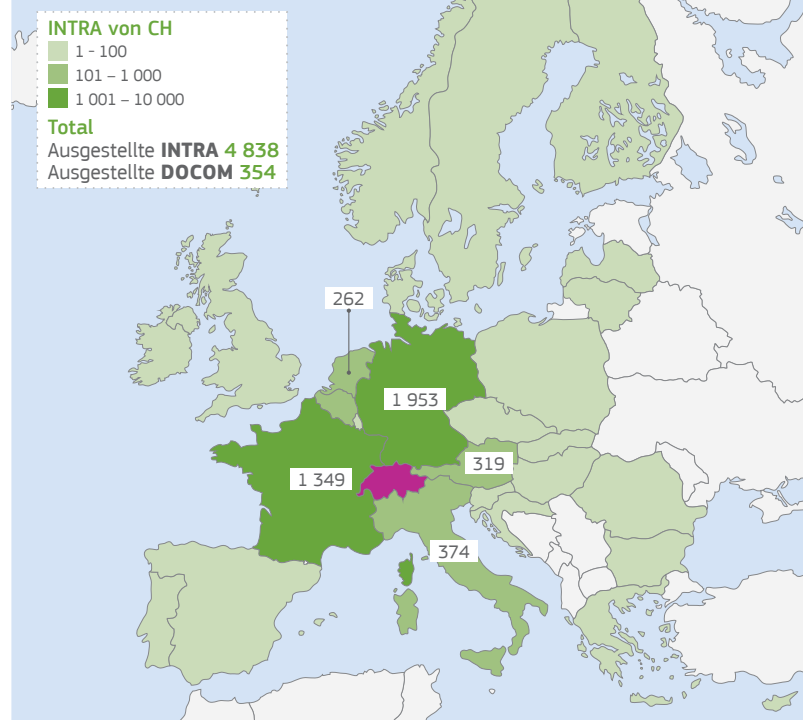 INTRA von CH
1 - 100
101 – 1 000
1 001 – 10 000
Total
Ausgestellte INTRA 4 838
Ausgestellte DOCOM 354
262
1 953
319
1 349
374